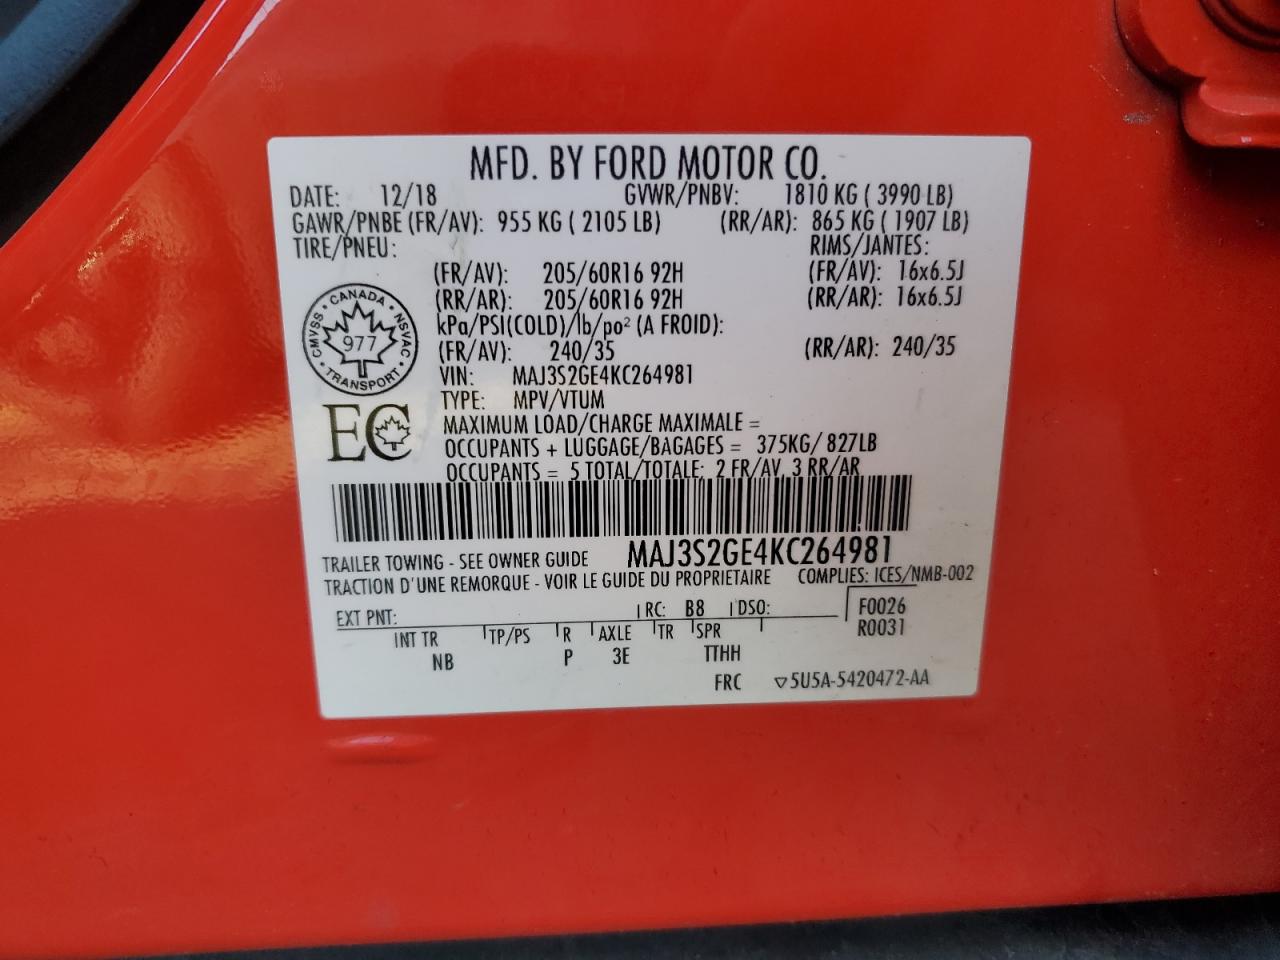 MFD. BY FORD MOTOR CO.
DATE: 12/18 GVWR/PNBV: 1810 KG ( 3990 LB)
GAWR/PNBE (FR/AV): 955 KG ( 2105 LB) (RR/AR): 865 KG ( 1907 LB)
TIRE/PNEU: RIMS/JANTES:
(FR/AV): 205/60R16 92H (FR/AV): 16x6.5J
(RR/AR): 205/60R16 92H (RR/AR): 16x6.5J
kPa/PSI(COLD)/lb/po² (A FROID):
(FR/AV): 240/35 (RR/AR): 240/35
CANADA
CMVSS • NSVAC
977
TRANSPORT
VIN: MAJ3S2GE4KC264981
TYPE: MPV/VTUM
EC
MAXIMUM LOAD/CHARGE MAXIMALE =
OCCUPANTS + LUGGAGE/BAGAGES = 375KG/ 827LB
OCCUPANTS = 5 TOTAL/TOTALE: 2 FR/AV, 3 RR/AR
TRAILER TOWING - SEE OWNER GUIDE MAJ3S2GE4KC264981
TRACTION D'UNE REMORQUE - VOIR LE GUIDE DU PROPRIETAIRE COMPLIES: ICES/NMB-002
EXT PNT: RC: B8 DSO: F0026
INT TR TP/PS R AXLE TR SPR R0031
NB P 3E TTHH
FRC ▽5U5A-5420472-AA